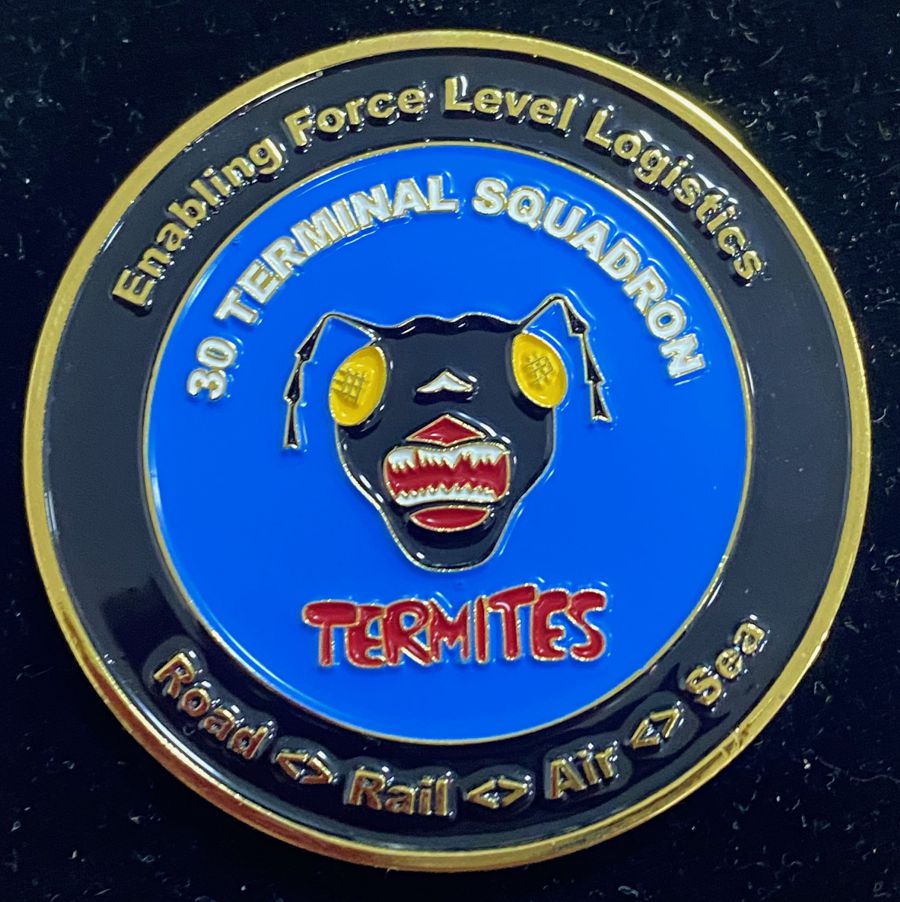 Enabling Force Level Logistics
30 TERMINAL SQUADRON
TERMITES
Road <> Rail <> Air <> Sea